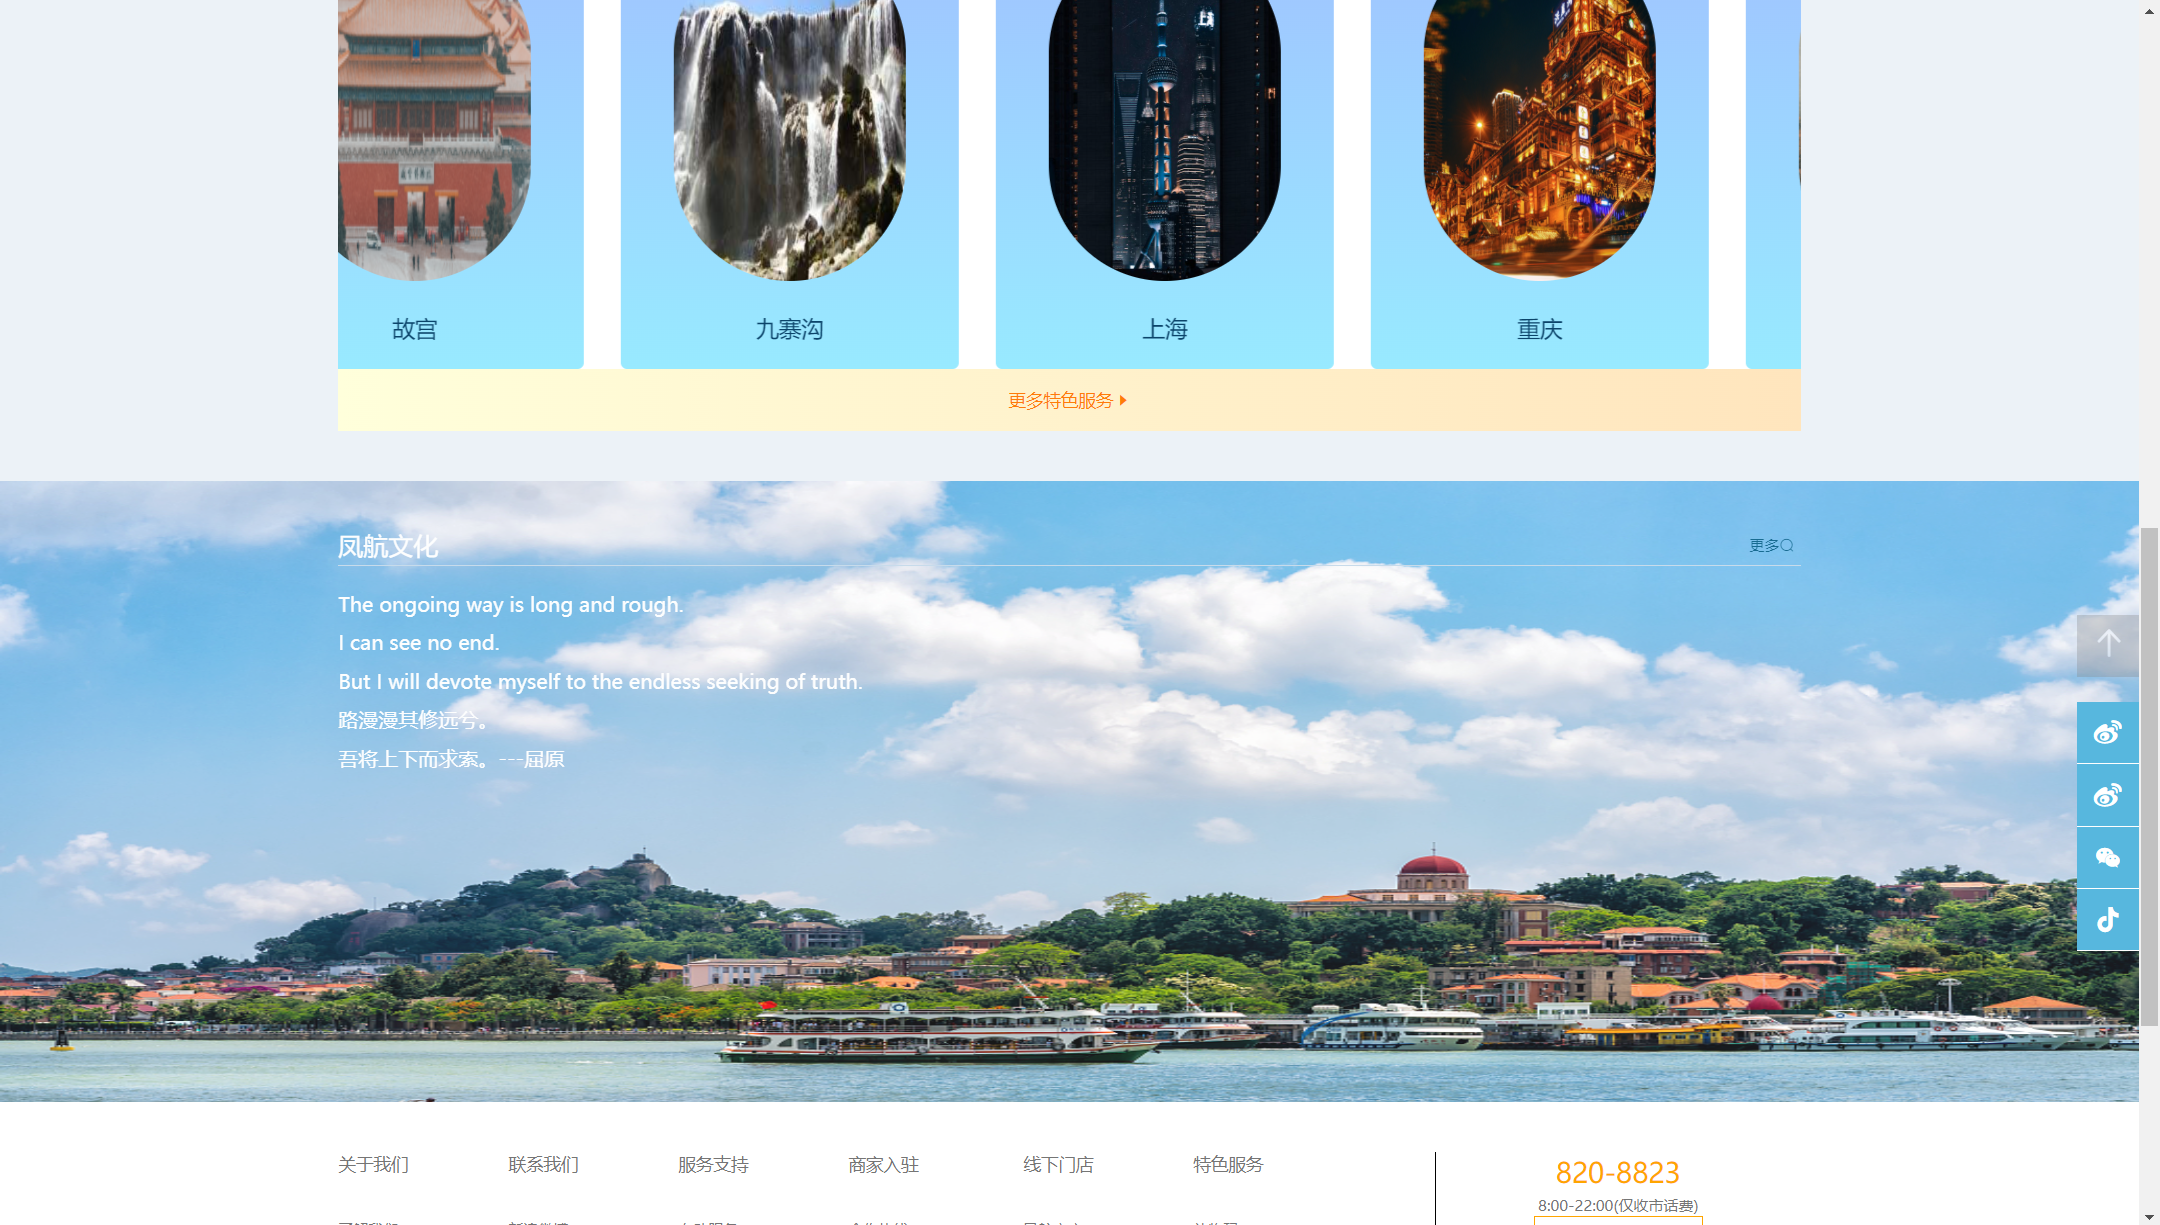 故宫
九寨沟
上海
重庆
更多特色服务
凤航文化
更多
The ongoing way is long and rough.
I can see no end.
But I will devote myself to the endless seeking of truth.
路漫漫其修远兮。
吾将上下而求索。---屈原
关于我们
联系我们
服务支持
商家入驻
线下门店
特色服务
820-8823
8:00-22:00(仅收市话费)